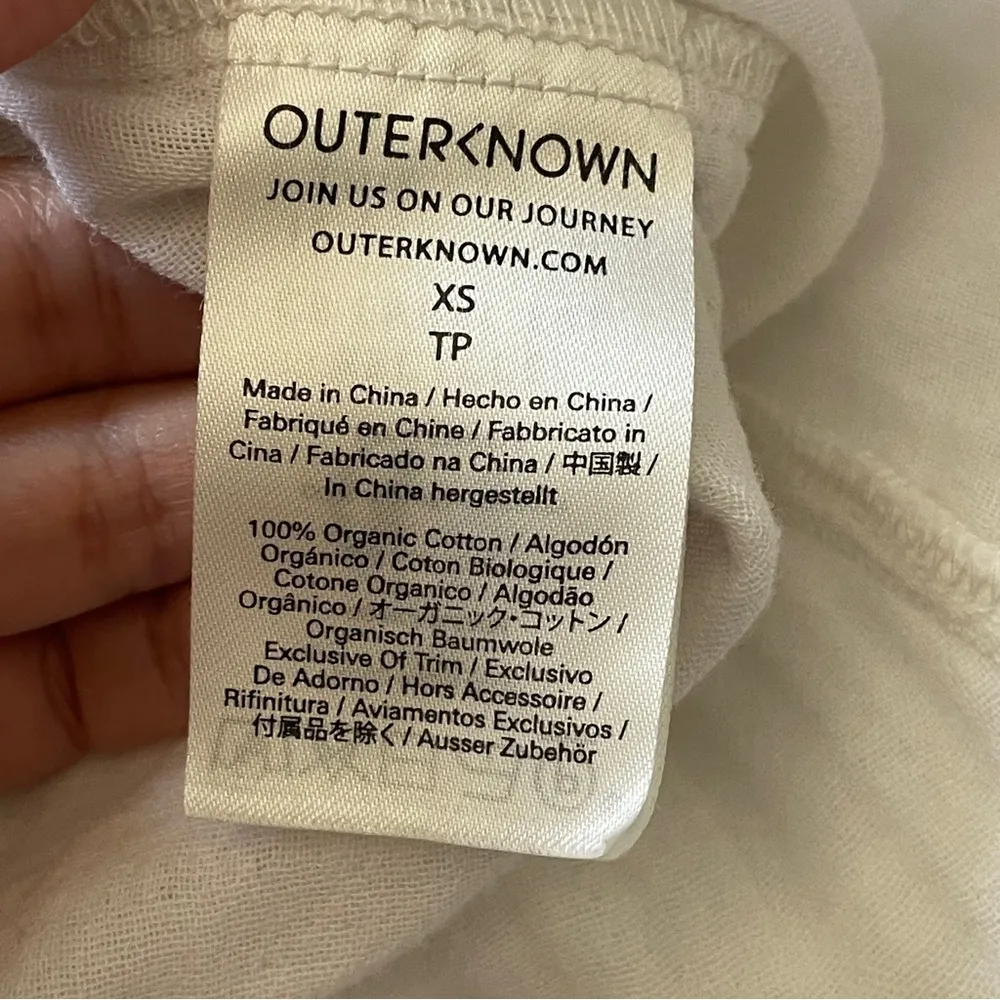 OUTERKNOWN
JOIN US ON OUR JOURNEY
OUTERKNOWN.COM
XS
TP
Made in China / Hecho en China /
Fabriqué en Chine / Fabbricato in
Cina / Fabricado na China / 中国製 /
In China hergestellt
100% Organic Cotton / Algodón
Orgánico / Coton Biologique /
Cotone Organico / Algodão
Orgânico / オーガニック・コットン /
Organisch Baumwole
Exclusive Of Trim / Exclusivo
De Adorno / Hors Accessoire /
Rifinitura / Aviamentos Exclusivos /
付属品を除く / Ausser Zubehör